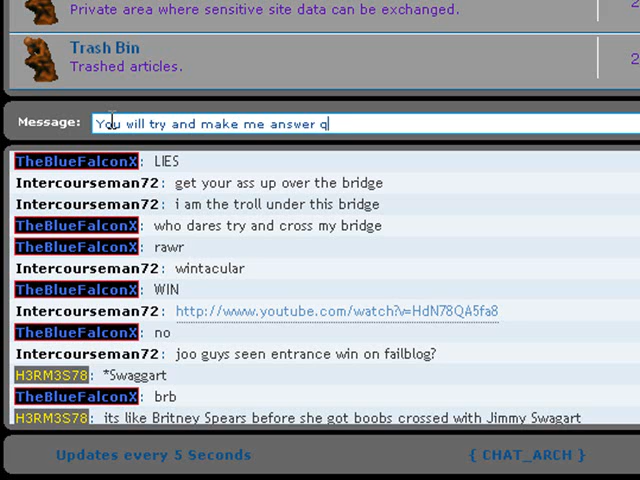 Private area where sensitive site data can be exchanged.
2
Trash Bin
Trashed articles.
2
Message: You will try and make me answer q
TheBlueFalconX: LIES
Intercourseman72: get your ass up over the bridge
Intercourseman72: i am the troll under this bridge
TheBlueFalconX: who dares try and cross my bridge
TheBlueFalconX: rawr
Intercourseman72: wintacular
TheBlueFalconX: WIN
Intercourseman72: http://www.youtube.com/watch?v=HdN78QA5fa8
TheBlueFalconX: no
Intercourseman72: joo guys seen entrance win on failblog?
H3RM3S78: *Swaggart
TheBlueFalconX: brb
H3RM3S78: its like Britney Spears before she got boobs crossed with Jimmy Swagart
Updates every 5 Seconds
{ CHAT_ARCH }